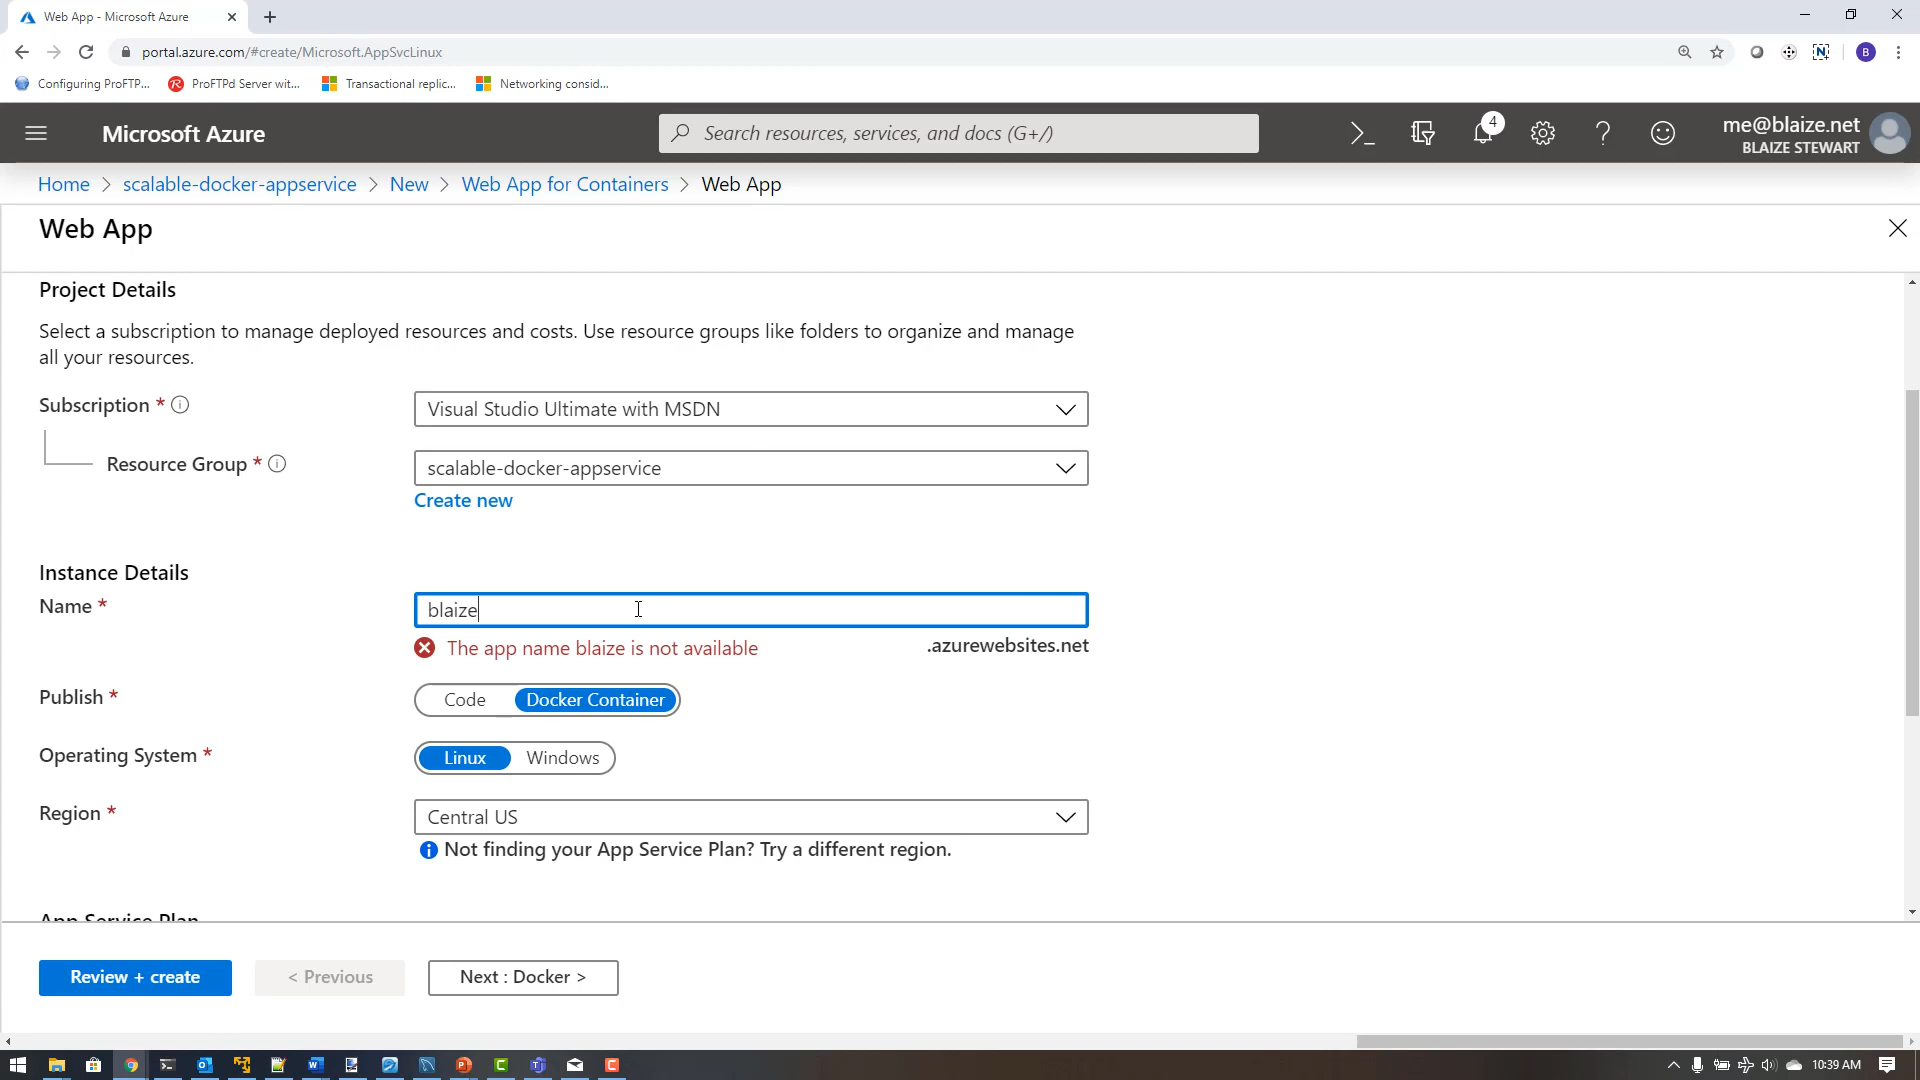 Web App - Microsoft Azure
portal.azure.com/#create/Microsoft.AppSvcLinux
B
Configuring ProFTP...
ProFTPd Server wit...
Transactional replic...
Networking consid...
Microsoft Azure
Search resources, services, and docs (G+/)
4
me@blaize.net
BLAIZE STEWART
Home > scalable-docker-appservice > New > Web App for Containers > Web App
Web App
Project Details
Select a subscription to manage deployed resources and costs. Use resource groups like folders to organize and manage
all your resources.
Subscription *
Visual Studio Ultimate with MSDN
Resource Group *
scalable-docker-appservice
Create new
Instance Details
Name *
blaize
The app name blaize is not available
.azurewebsites.net
Publish *
Code
Docker Container
Operating System *
Linux
Windows
Region *
Central US
Not finding your App Service Plan? Try a different region.
App Service Plan
Review + create
< Previous
Next : Docker >
10:39 AM